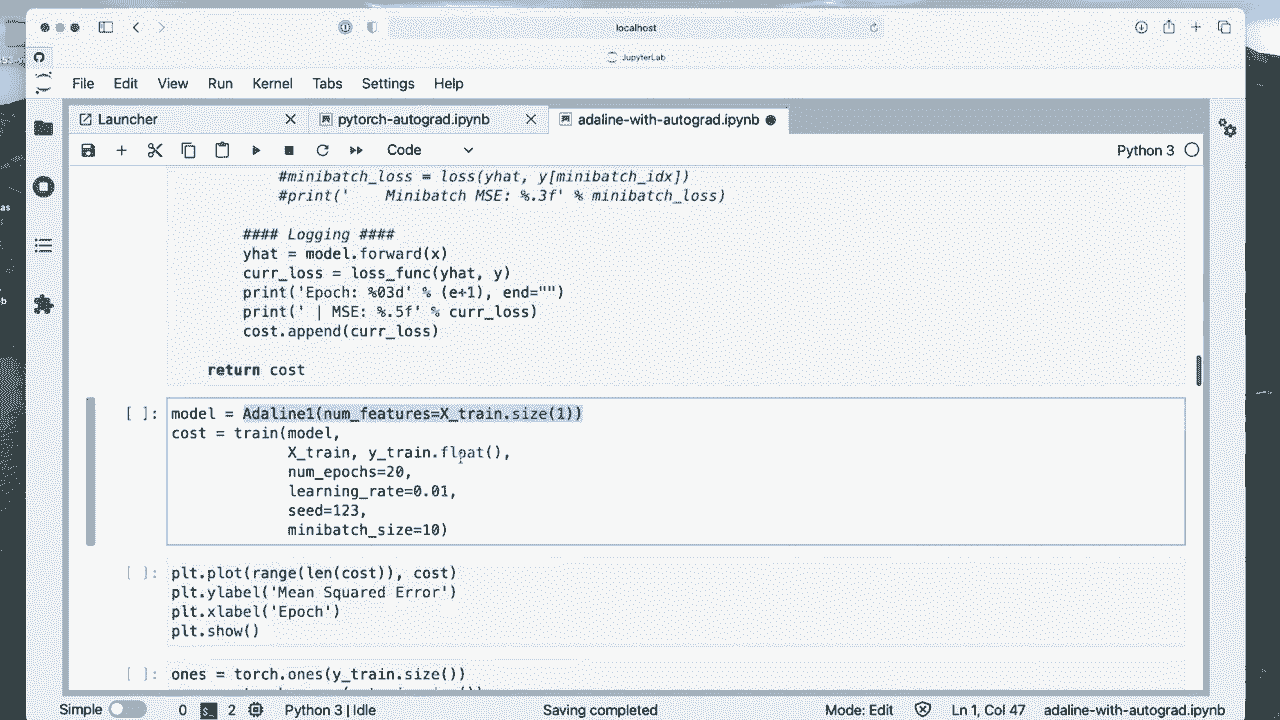 localhost
JupyterLab
File Edit View Run Kernel Tabs Settings Help
Launcher pytorch-autograd.ipynb adaline-with-autograd.ipynb
Code Python 3
#minibatch_loss = loss(yhat, y[minibatch_idx])
#print('    Minibatch MSE: %.3f' % minibatch_loss)
#### Logging ####
yhat = model.forward(x)
curr_loss = loss_func(yhat, y)
print('Epoch: %03d' % (e+1), end="")
print(' | MSE: %.5f' % curr_loss)
cost.append(curr_loss)
return cost
[ ]: model = Adaline1(num_features=X_train.size(1))
cost = train(model,
X_train, y_train.float(),
num_epochs=20,
learning_rate=0.01,
seed=123,
minibatch_size=10)
[ ]: plt.plot(range(len(cost)), cost)
plt.ylabel('Mean Squared Error')
plt.xlabel('Epoch')
plt.show()
[ ]: ones = torch.ones(y_train.size())
Simple 0 2 Python 3 | Idle Saving completed Mode: Edit Ln 1, Col 47 adaline-with-autograd.ipynb